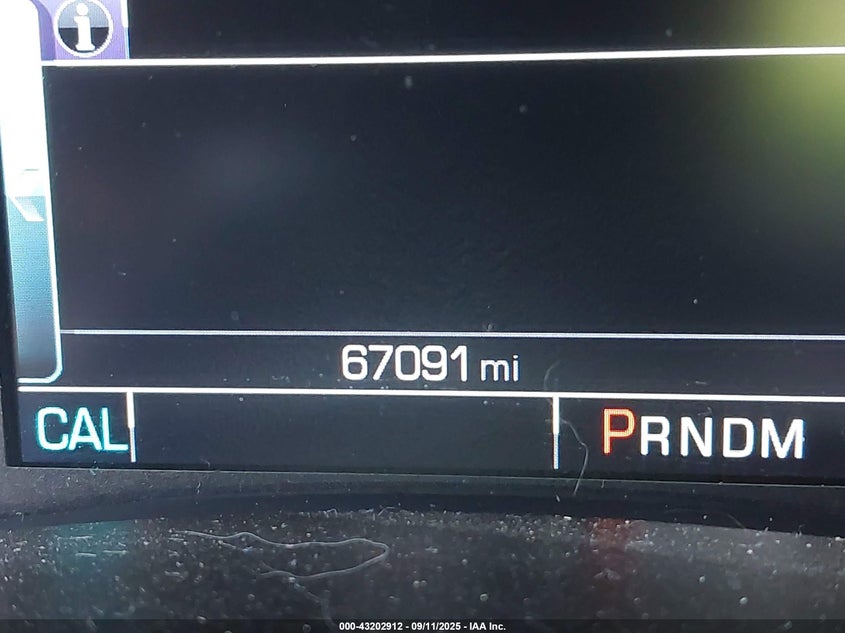 i
67091 mi
CAL PRNDM
000-43202912 - 09/11/2025 - IAA Inc.